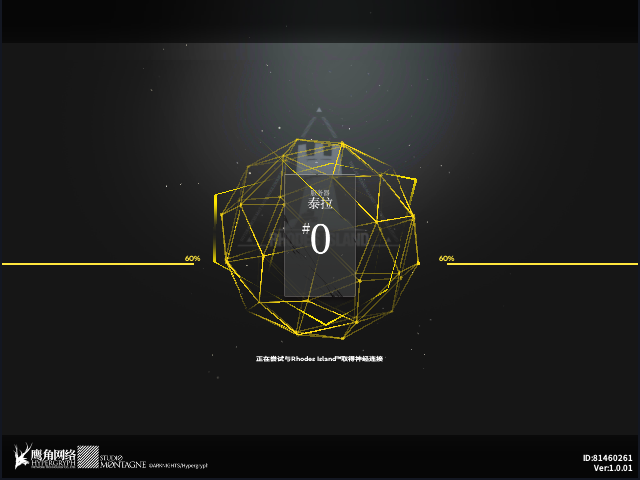 服务器
泰拉
#0
60%
60%
正在尝试与Rhodes Island™取得神经连接
鹰角网络
HYPERGRYPH
STUDIO
MONTAGNE
©ARKNIGHTS/Hypergryph
ID:81460261
Ver:1.0.01